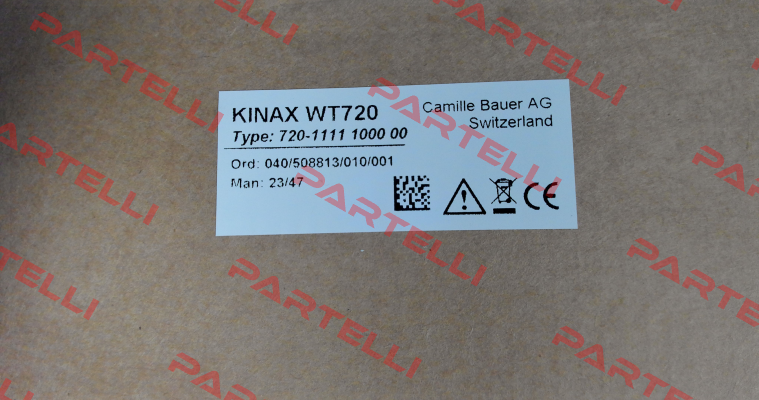 KINAX WT720
Camille Bauer AG
Switzerland
Type: 720-1111 1000 00
Ord: 040/508813/010/001
Man: 23/47
CE
PARTELLI
PARTELLI
PARTELLI
PARTELLI
PARTELLI
PARTELLI
PARTELLI
PARTELLI